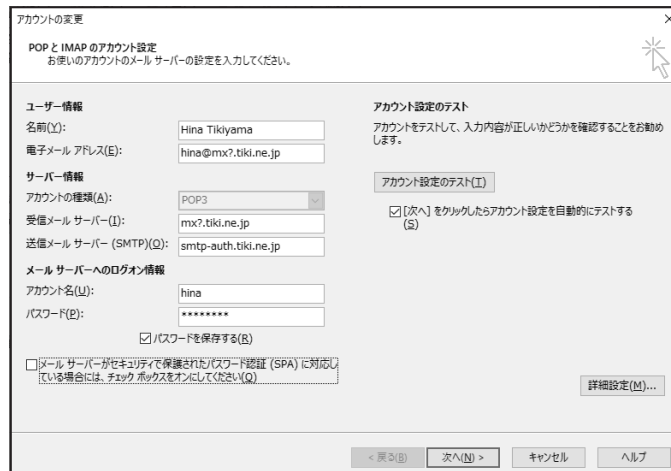 アカウントの変更
POP と IMAP のアカウント設定
お使いのアカウントのメール サーバーの設定を入力してください。
ユーザー情報
名前(Y):
Hina Tikiyama
電子メール アドレス(E):
hina@mx?.tiki.ne.jp
サーバー情報
アカウントの種類(A):
POP3
受信メール サーバー(I):
mx?.tiki.ne.jp
送信メール サーバー (SMTP)(O):
smtp-auth.tiki.ne.jp
メール サーバーへのログオン情報
アカウント名(U):
hina
パスワード(P):
********
パスワードを保存する(R)
メール サーバーがセキュリティで保護されたパスワード認証 (SPA) に対応し
ている場合には、チェック ボックスをオンにしてください(Q)
アカウント設定のテスト
アカウントをテストして、入力内容が正しいかどうかを確認することをお勧め
します。
アカウント設定のテスト(T)
[次へ] をクリックしたらアカウント設定を自動的にテストする
(S)
詳細設定(M)...
< 戻る(B)
次へ(N) >
キャンセル
ヘルプ